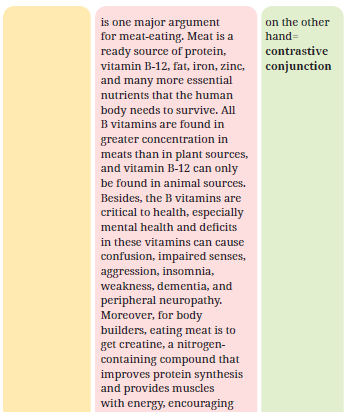 is one major argument
for meat-eating. Meat is a
ready source of protein,
vitamin B-12, fat, iron, zinc,
and many more essential
nutrients that the human
body needs to survive. All
B vitamins are found in
greater concentration in
meats than in plant sources,
and vitamin B-12 can only
be found in animal sources.
Besides, the B vitamins are
critical to health, especially
mental health and deficits
in these vitamins can cause
confusion, impaired senses,
aggression, insomnia,
weakness, dementia, and
peripheral neuropathy.
Moreover, for body
builders, eating meat is to
get creatine, a nitrogen-
containing compound that
improves protein synthesis
and provides muscles
with energy, encouraging
on the other
hand=
contrastive
conjunction